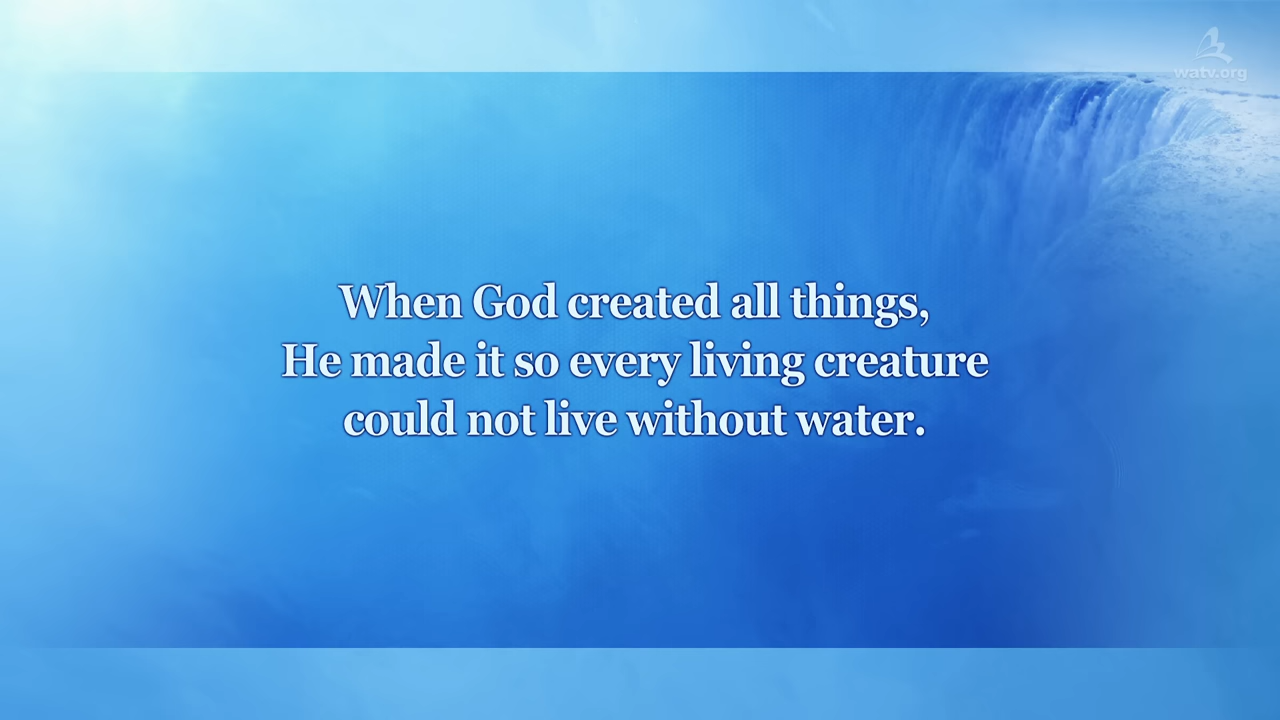 watv.org
When God created all things,
He made it so every living creature
could not live without water.